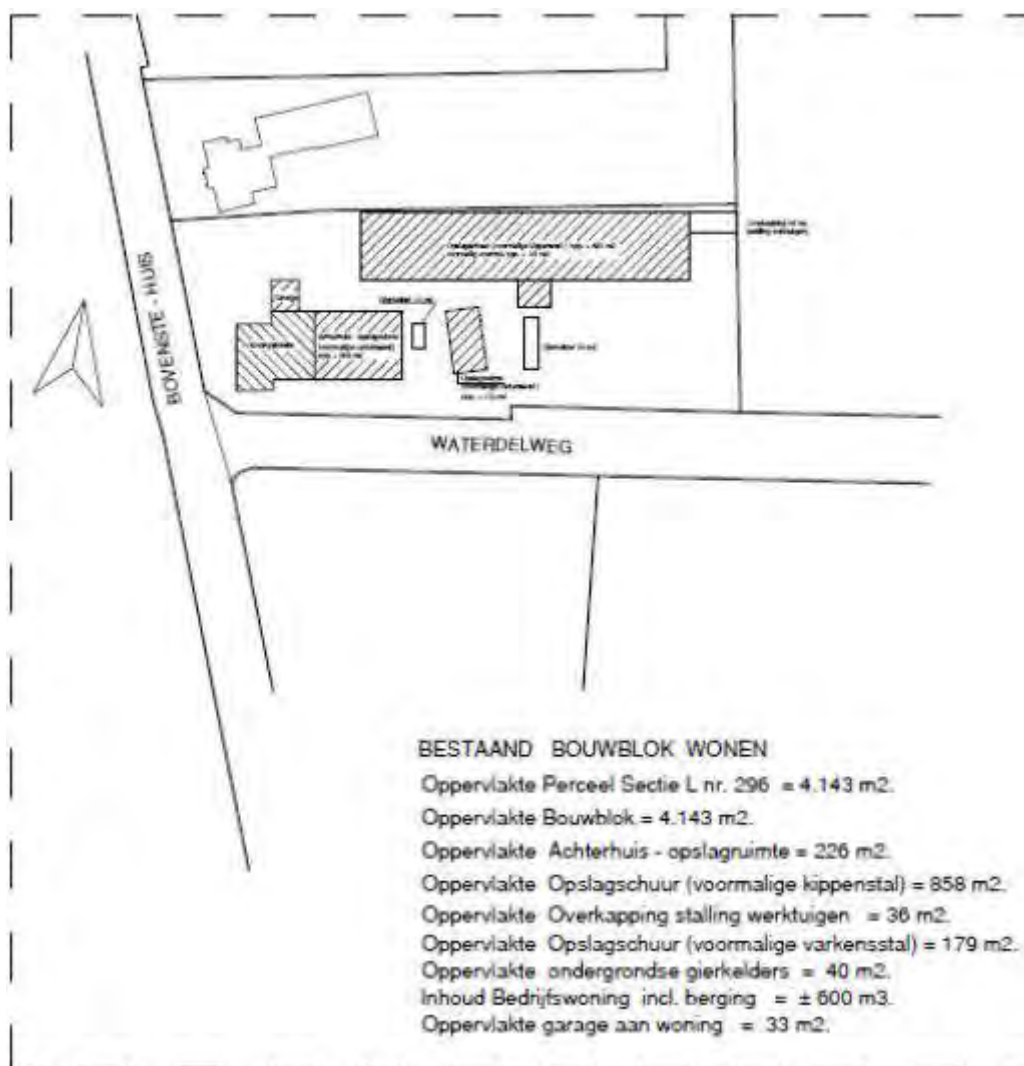 BOVENSTE - HUIS
WATERDELWEG
BESTAAND BOUWBLOK WONEN
Oppervlakte Perceel Sectie L nr. 296 = 4.143 m2.
Oppervlakte Bouwblok = 4.143 m2.
Oppervlakte Achterhuis - opslagruimte = 226 m2.
Oppervlakte Opslagschuur (voormalige kippenstal) = 858 m2.
Oppervlakte Overkapping stalling werktuigen = 36 m2.
Oppervlakte Opslagschuur (voormalige varkensstal) = 179 m2.
Oppervlakte ondergrondse gierkelders = 40 m2.
Inhoud Bedrijfswoning incl. berging = ± 600 m3.
Oppervlakte garage aan woning = 33 m2.